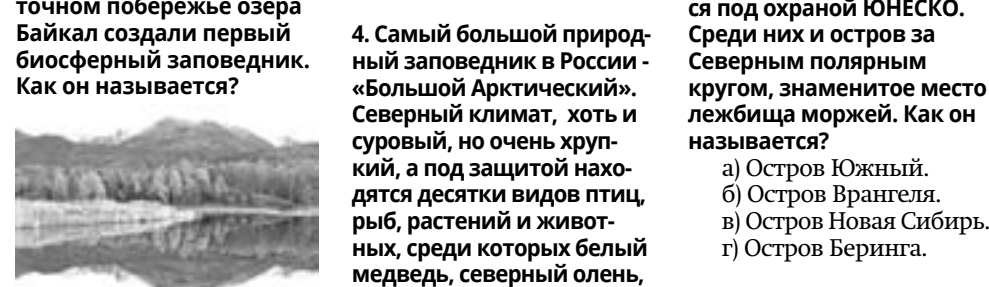 точном побережье озера
Байкал создали первый
биосферный заповедник.
Как он называется?
4. Самый большой природ-
ный заповедник в России -
«Большой Арктический».
Северный климат, хоть и
суровый, но очень хруп-
кий, а под защитой нахо-
дятся десятки видов птиц,
рыб, растений и живот-
ных, среди которых белый
медведь, северный олень,
ся под охраной ЮНЕСКО.
Среди них и остров за
Северным полярным
кругом, знаменитое место
лежбища моржей. Как он
называется?
а) Остров Южный.
б) Остров Врангеля.
в) Остров Новая Сибирь.
г) Остров Беринга.